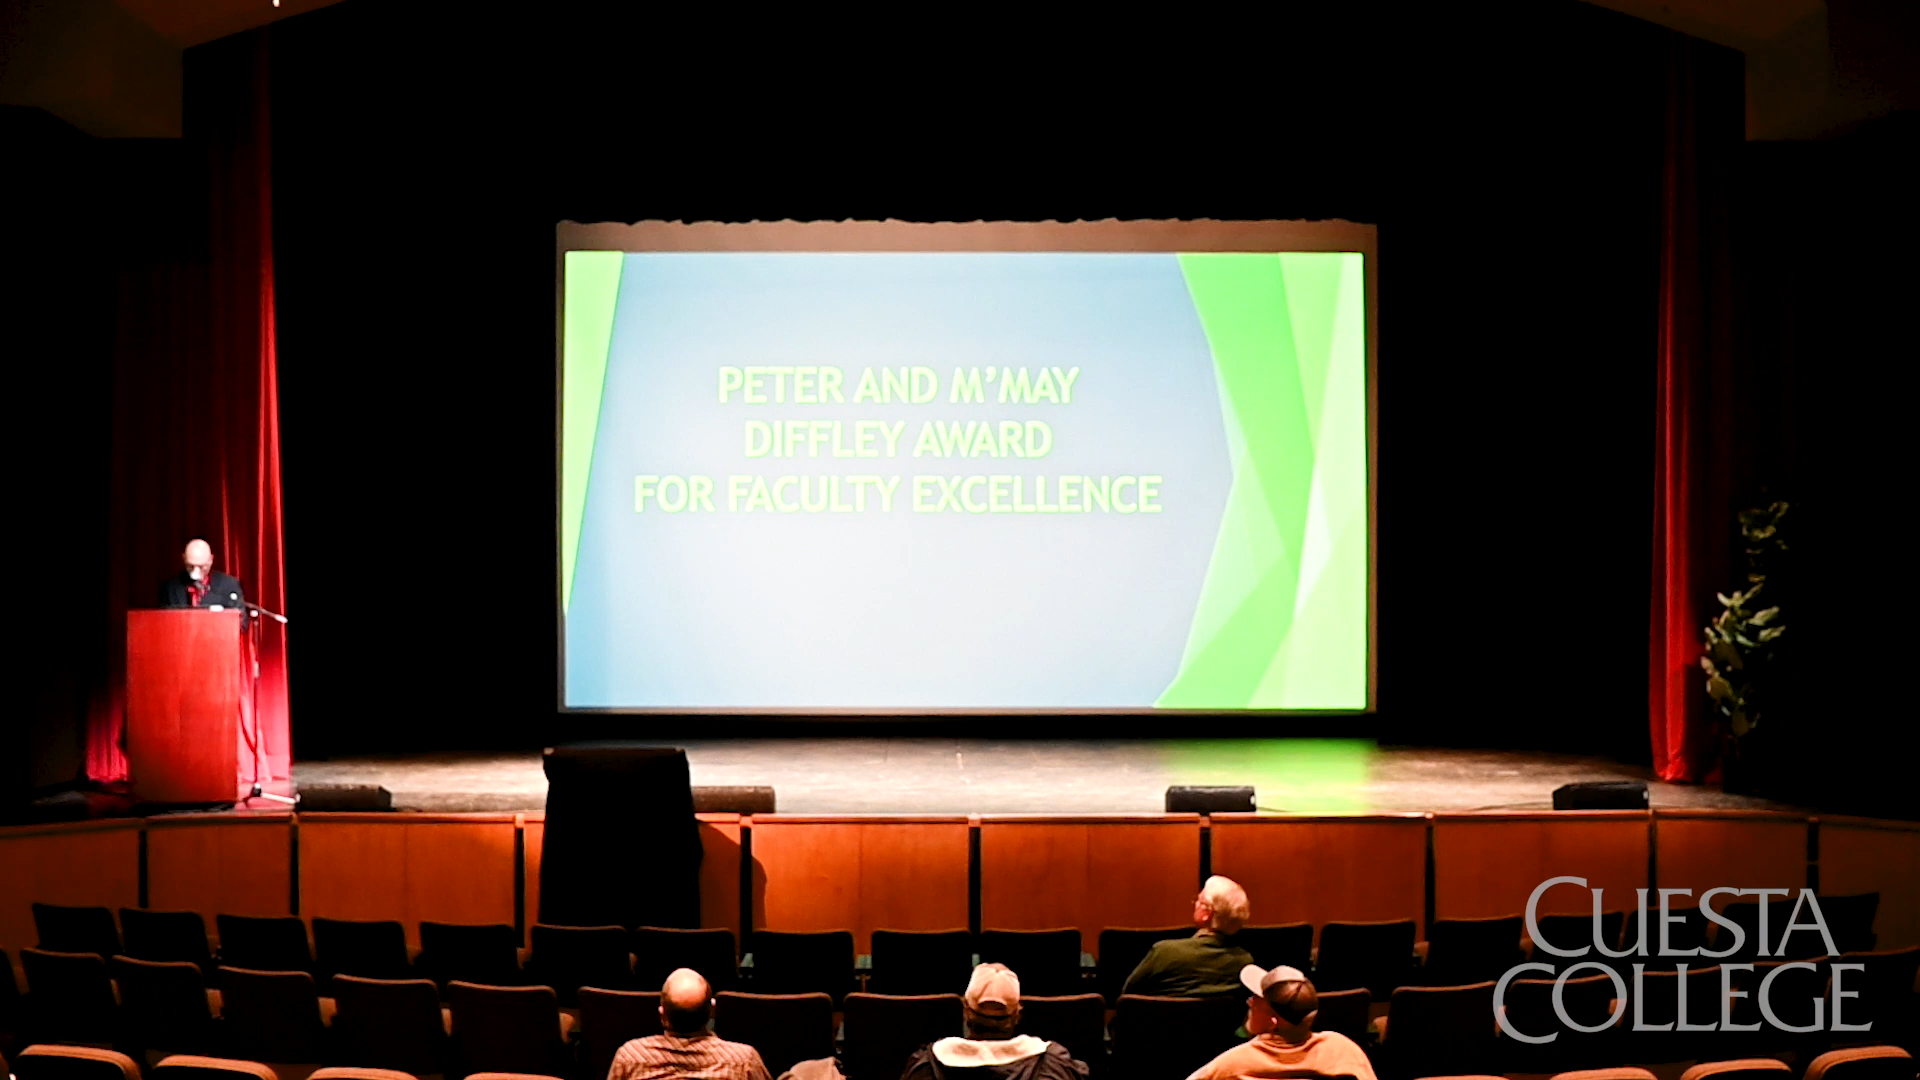 PETER AND M'MAY
DIFFLEY AWARD
FOR FACULTY EXCELLENCE
CUESTA
COLLEGE